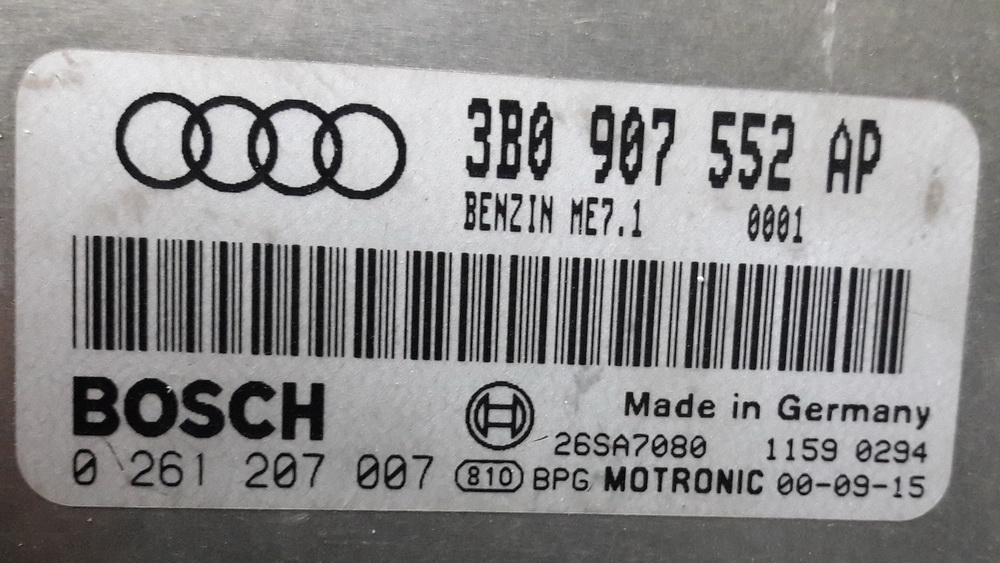 3B0 907 552 AP
BENZIN ME7.1 0001
BOSCH
Made in Germany
26SA7080 1159 0294
0 261 207 007 810 BPG MOTRONIC 00-09-15